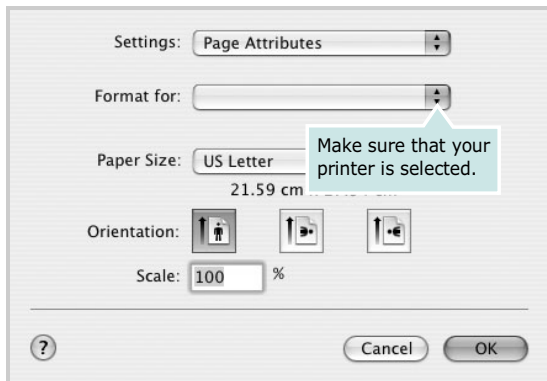 Settings: Page Attributes
Format for:
Make sure that your
printer is selected.
Paper Size: US Letter
21.59 cm
Orientation:
Scale: 100 %
?
Cancel OK